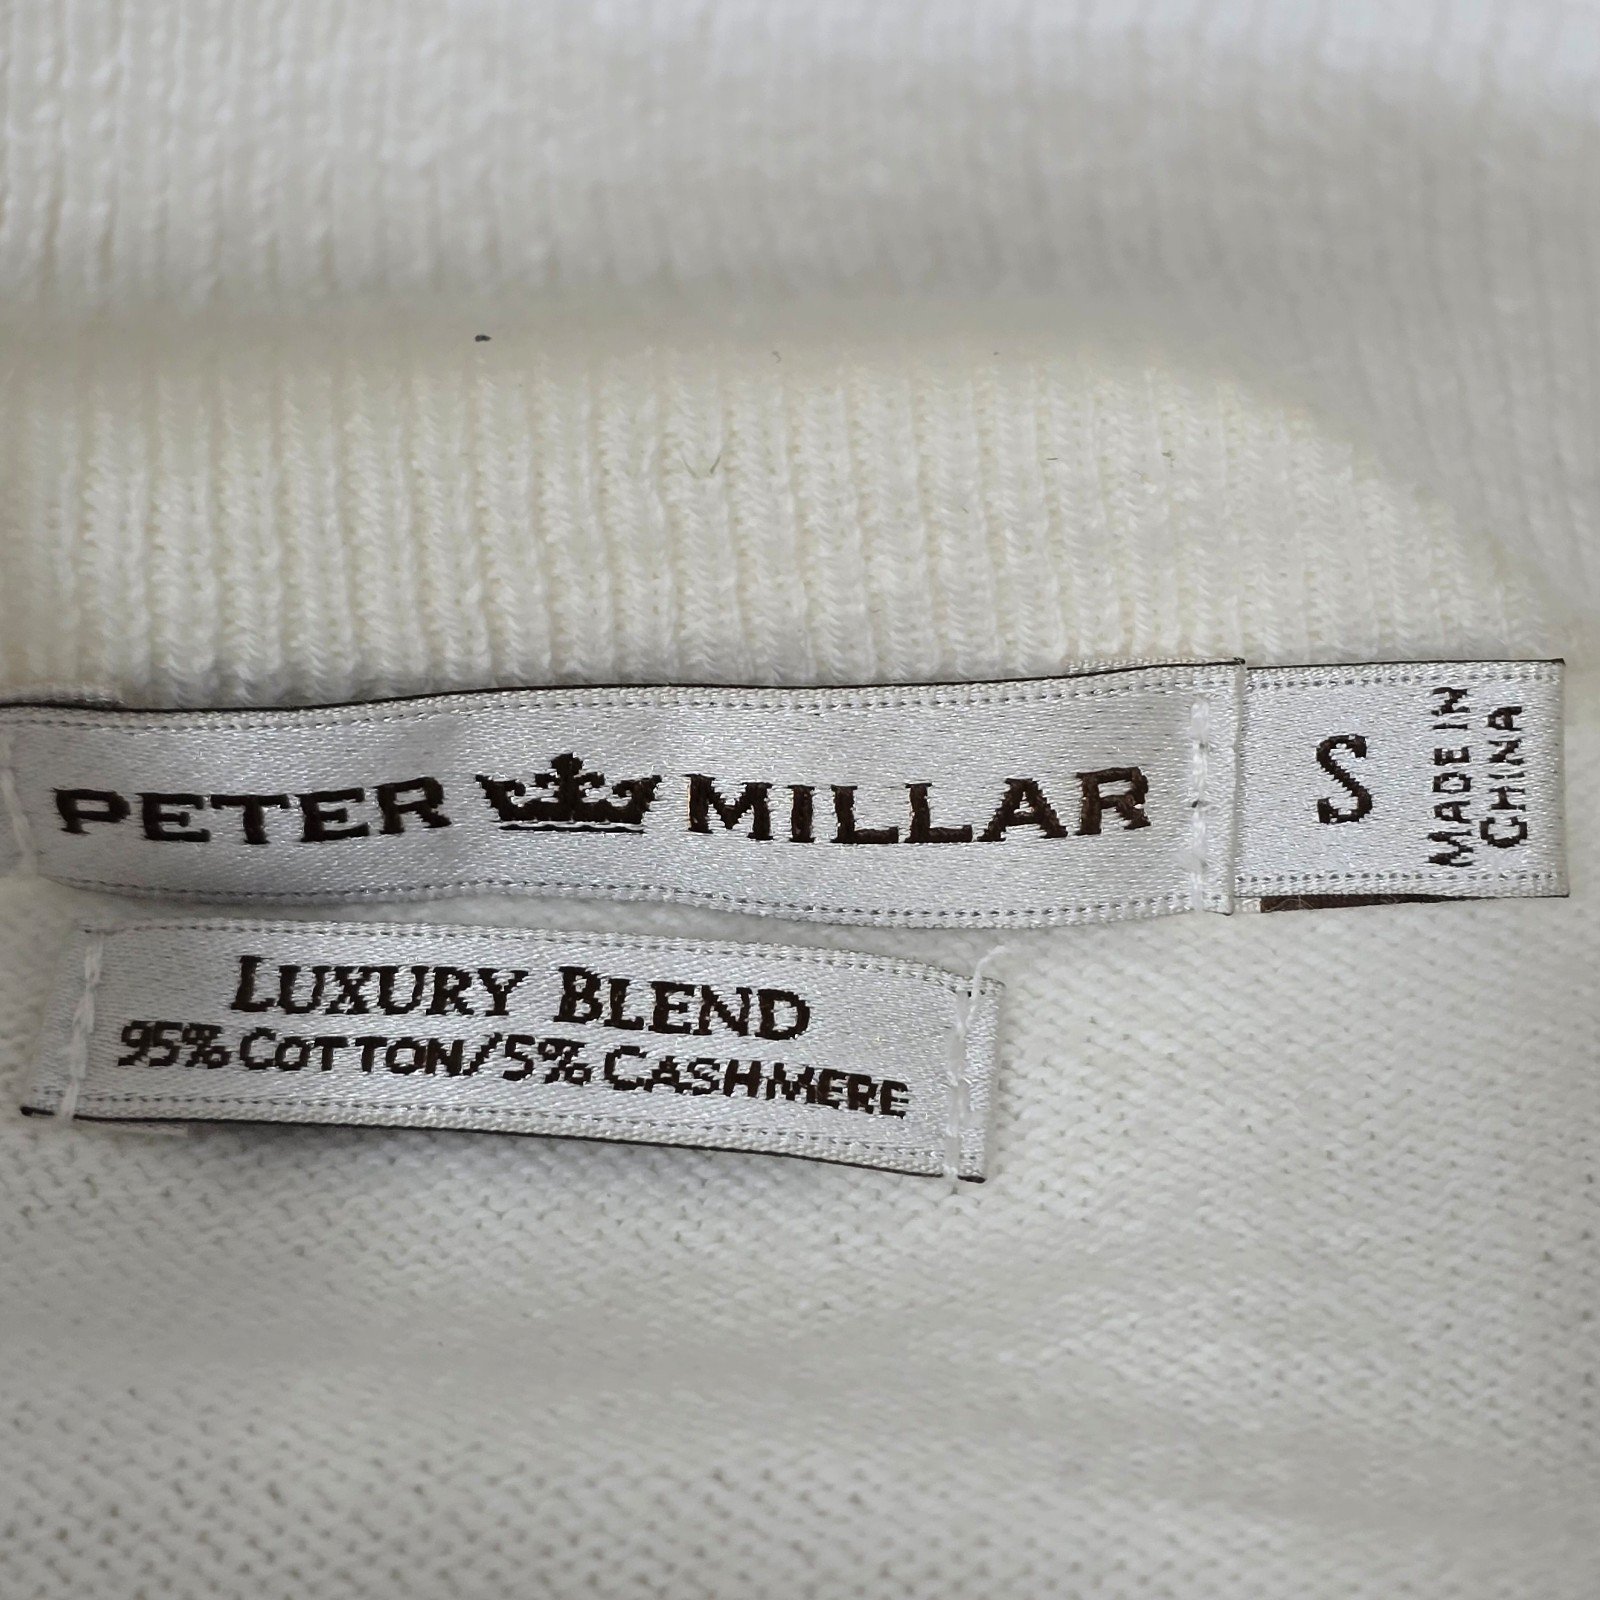 PETER MILLAR
S
MADE IN
CHINA
LUXURY BLEND
95% COTTON/5% CASHMERE